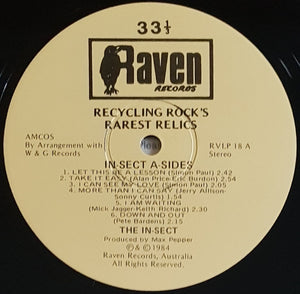 33⅓
Raven
RECORDS
RECYCLING ROCK'S
RAREST RELICS
AMCOS
By Arrangement with
W & G Records
RVLP 18 A
Stereo
IN-SECT A-SIDES
1. LET THIS BE A LESSON (Simon Paul) 2.42
2. TAKE IT EASY (Alan Price-Eric Burdon) 2.50
3. I CAN SEE MY LOVE (Simon Paul) 2.20
4. MORE THAN I CAN SAY (Jerry Allison-
Sonny Curtis) 2.54
5. I AM WAITING
(Mick Jagger-Keith Richard) 2.30
6. DOWN AND OUT
(Pete Bardens) 2.10
THE IN-SECT
Produced by Max Pepper
℗ & © 1984
Raven Records, Australia
All Rights Reserved.